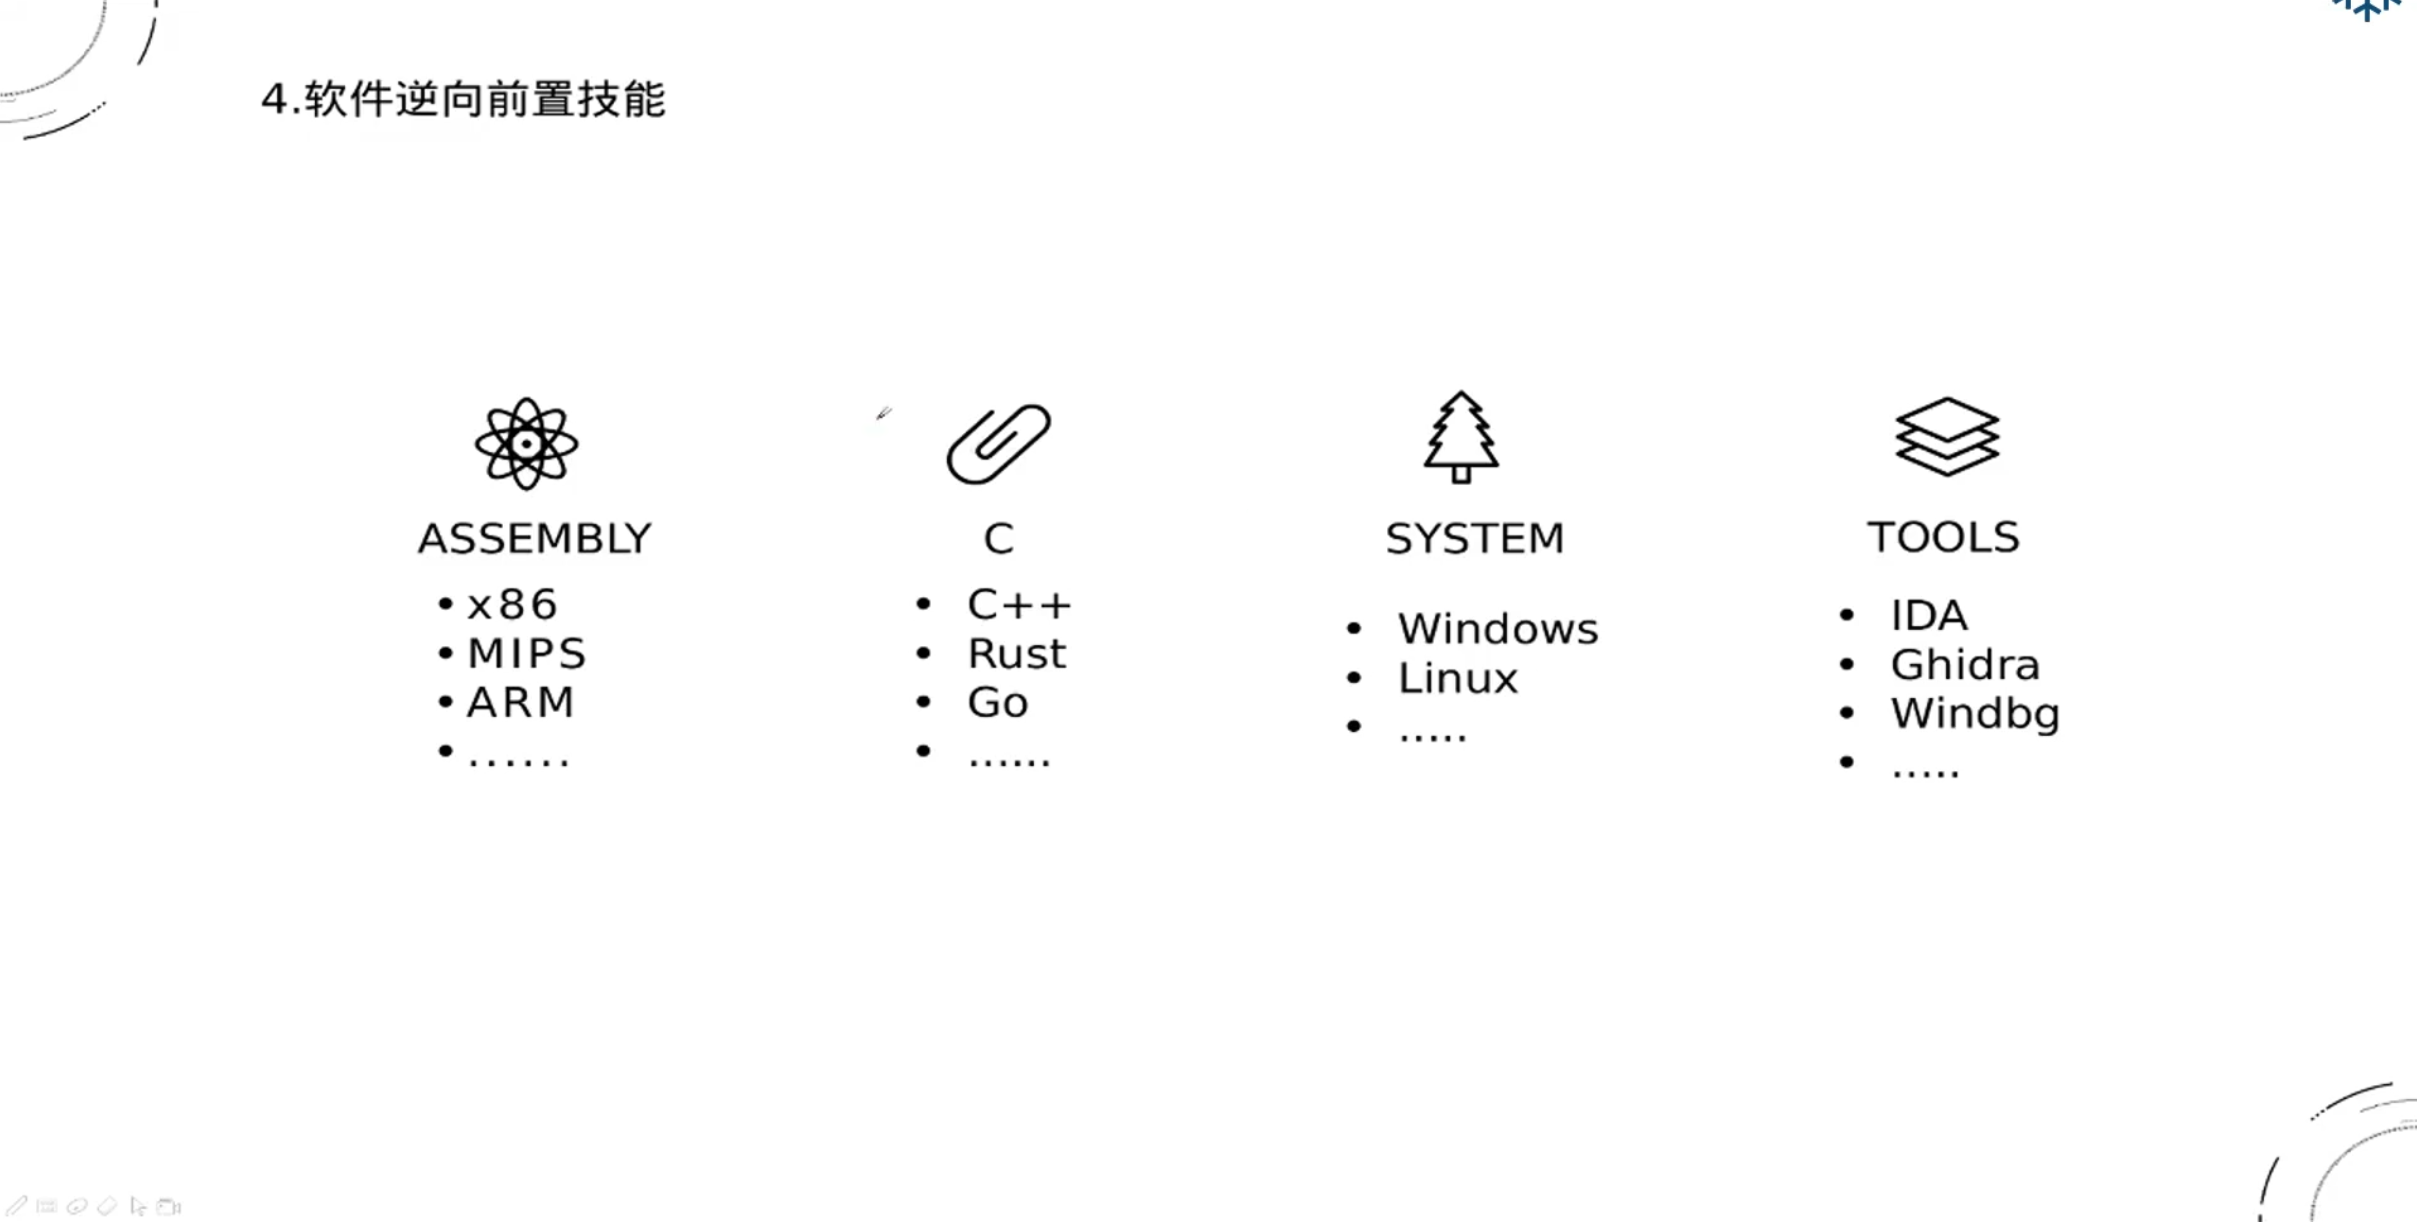 4.软件逆向前置技能
ASSEMBLY
• x86
• MIPS
• ARM
• ......
C
• C++
• Rust
• Go
• ......
SYSTEM
• Windows
• Linux
• .....
TOOLS
• IDA
• Ghidra
• Windbg
• .....